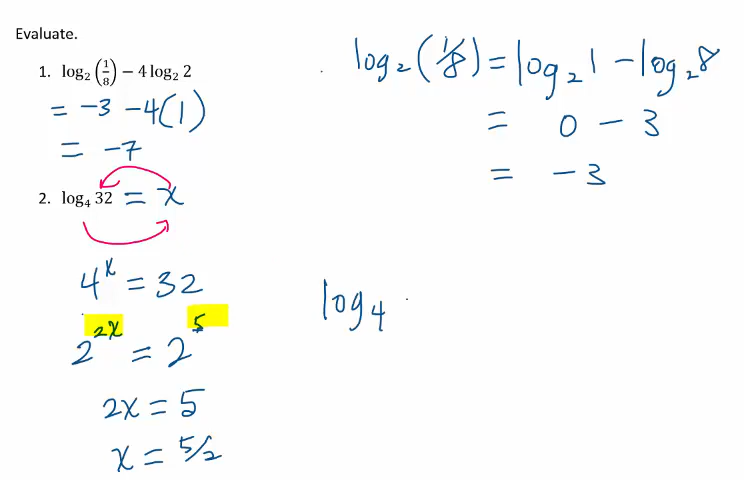 Evaluate.
1. log₂(1/8) − 4 log₂ 2
= −3 −4(1)
= −7
2. log₄ 32 = x
4ˣ = 32
2²ˣ = 2⁵
2x = 5
x = 5/2
log₂(1/8) = log₂1 − log₂8
= 0 − 3
= −3
log₄